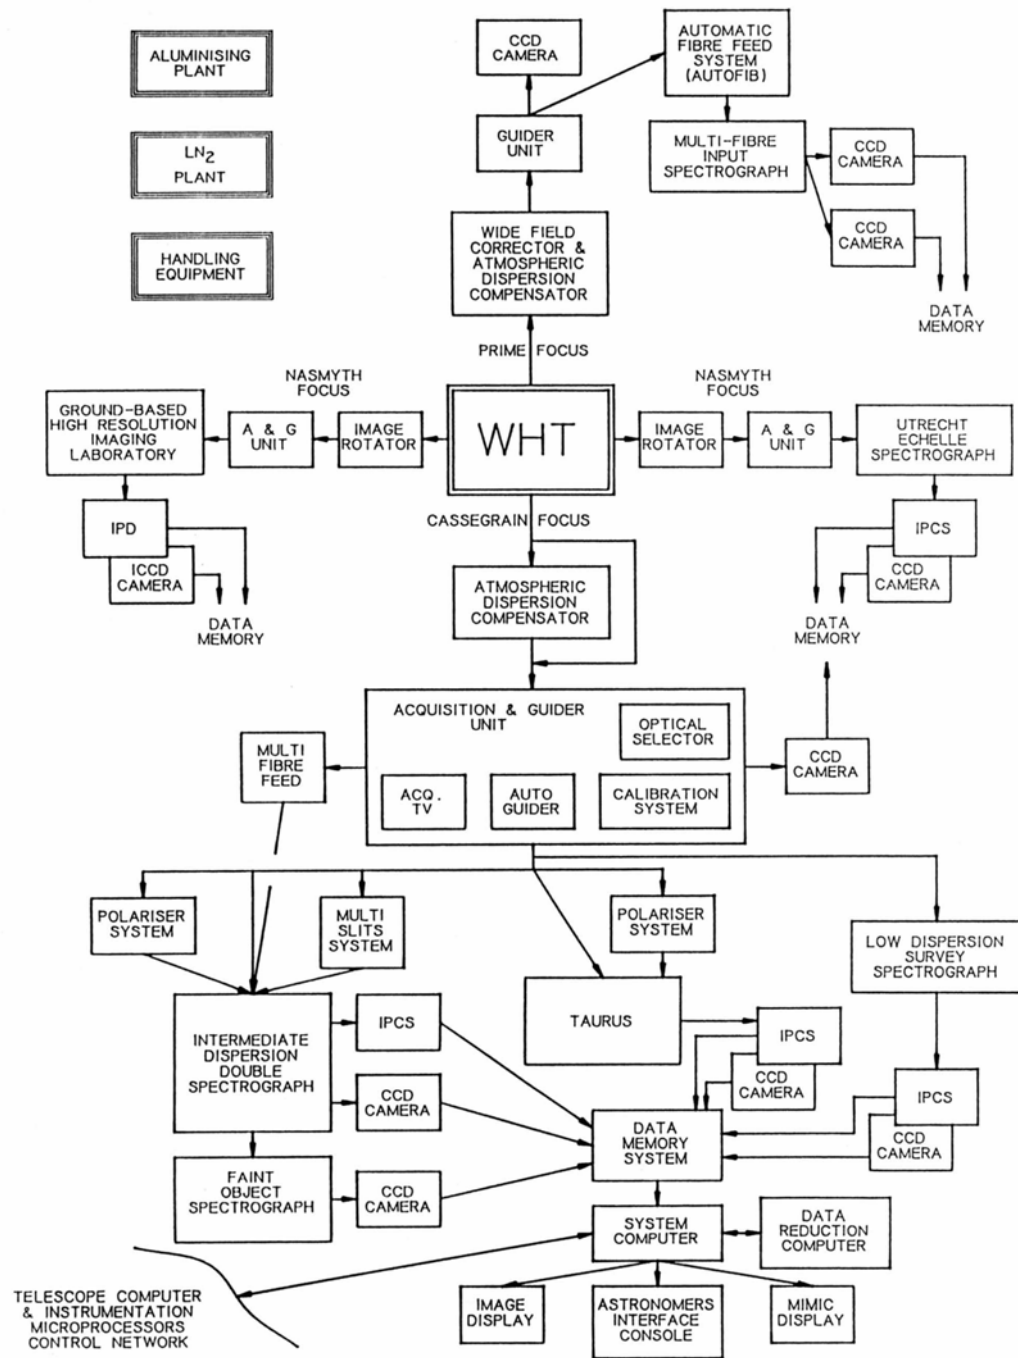 ALUMINISING
PLANT
LN2
PLANT
HANDLING
EQUIPMENT
CCD
CAMERA
GUIDER
UNIT
WIDE FIELD
CORRECTOR &
ATMOSPHERIC
DISPERSION
COMPENSATOR
PRIME FOCUS
AUTOMATIC
FIBRE FEED
SYSTEM
(AUTOFIB)
MULTI-FIBRE
INPUT
SPECTROGRAPH
CCD
CAMERA
CCD
CAMERA
DATA
MEMORY
NASMYTH
FOCUS
GROUND-BASED
HIGH RESOLUTION
IMAGING
LABORATORY
A & G
UNIT
IMAGE
ROTATOR
WHT
NASMYTH
FOCUS
IMAGE
ROTATOR
A & G
UNIT
UTRECHT
ECHELLE
SPECTROGRAPH
IPD
ICCD
CAMERA
DATA
MEMORY
CASSEGRAIN FOCUS
ATMOSPHERIC
DISPERSION
COMPENSATOR
IPCS
CCD
CAMERA
DATA
MEMORY
ACQUISITION & GUIDER
UNIT
OPTICAL
SELECTOR
ACQ.
TV
AUTO
GUIDER
CALIBRATION
SYSTEM
MULTI
FIBRE
FEED
CCD
CAMERA
POLARISER
SYSTEM
MULTI
SLITS
SYSTEM
POLARISER
SYSTEM
LOW DISPERSION
SURVEY
SPECTROGRAPH
INTERMEDIATE
DISPERSION
DOUBLE
SPECTROGRAPH
IPCS
CCD
CAMERA
TAURUS
IPCS
CCD
CAMERA
IPCS
CCD
CAMERA
FAINT
OBJECT
SPECTROGRAPH
CCD
CAMERA
DATA
MEMORY
SYSTEM
SYSTEM
COMPUTER
DATA
REDUCTION
COMPUTER
TELESCOPE COMPUTER
& INSTRUMENTATION
MICROPROCESSORS
CONTROL NETWORK
IMAGE
DISPLAY
ASTRONOMERS
INTERFACE
CONSOLE
MIMIC
DISPLAY